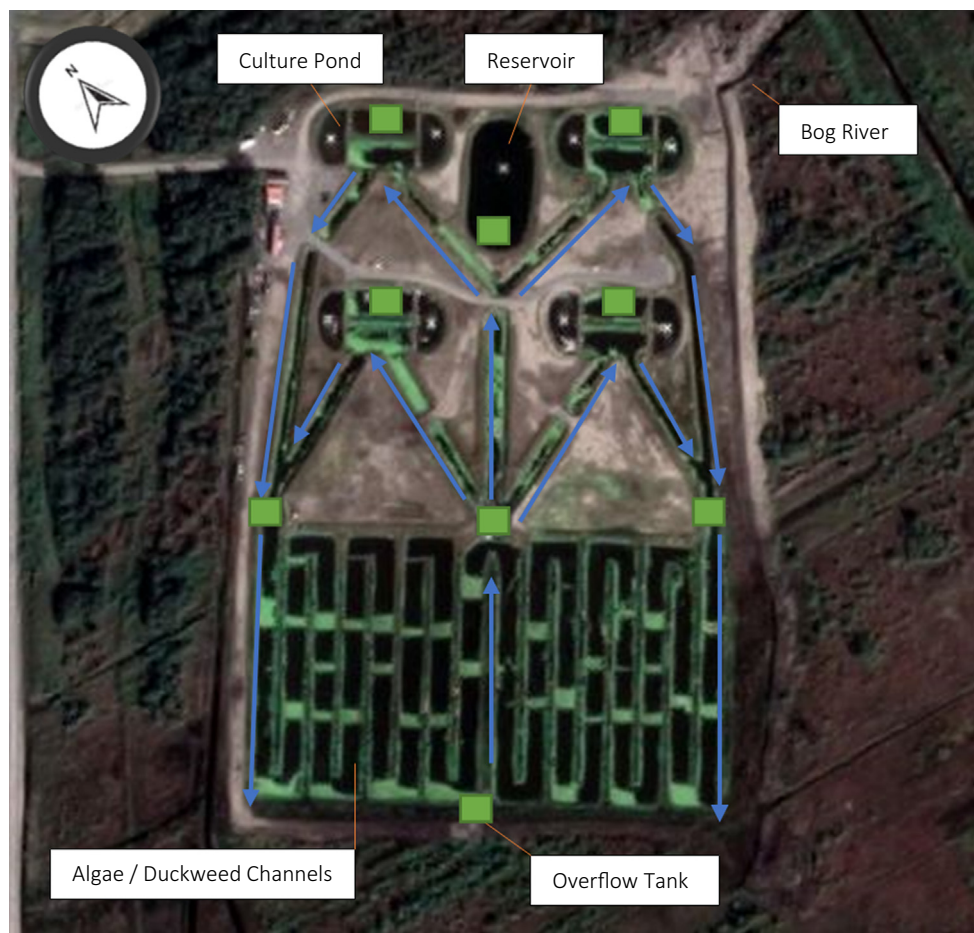 N
Culture Pond
Reservoir
Bog River
Algae / Duckweed Channels
Overflow Tank